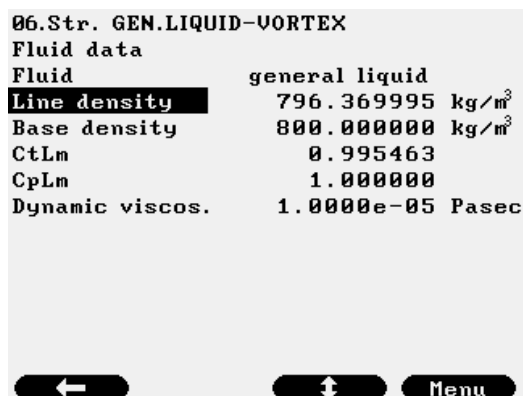 06.Str. GEN.LIQUID-VORTEX
Fluid data
Fluid general liquid
Line density 796.369995 kg/m³
Base density 800.000000 kg/m³
CtLm 0.995463
CpLm 1.000000
Dynamic viscos. 1.0000e-05 Pasec
Menu